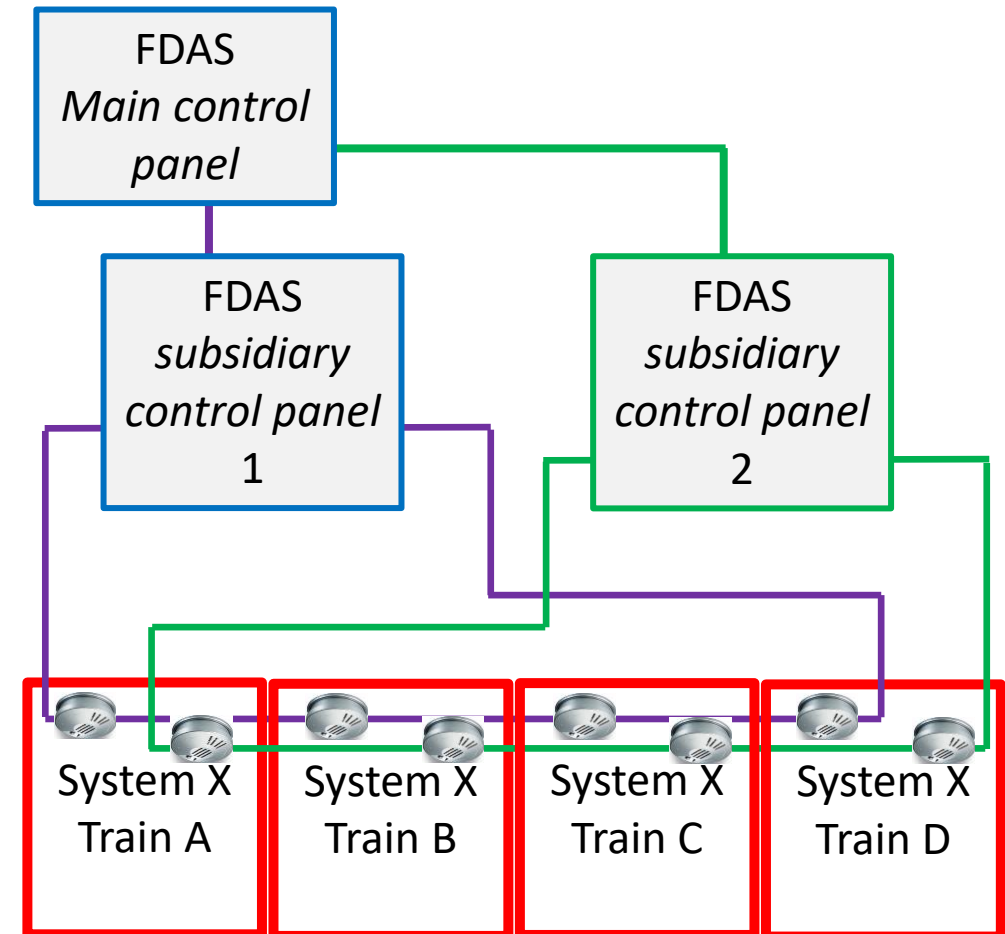 FDAS
Main control
panel
FDAS
subsidiary
control panel
1
FDAS
subsidiary
control panel
2
System X
Train A
System X
Train B
System X
Train C
System X
Train D